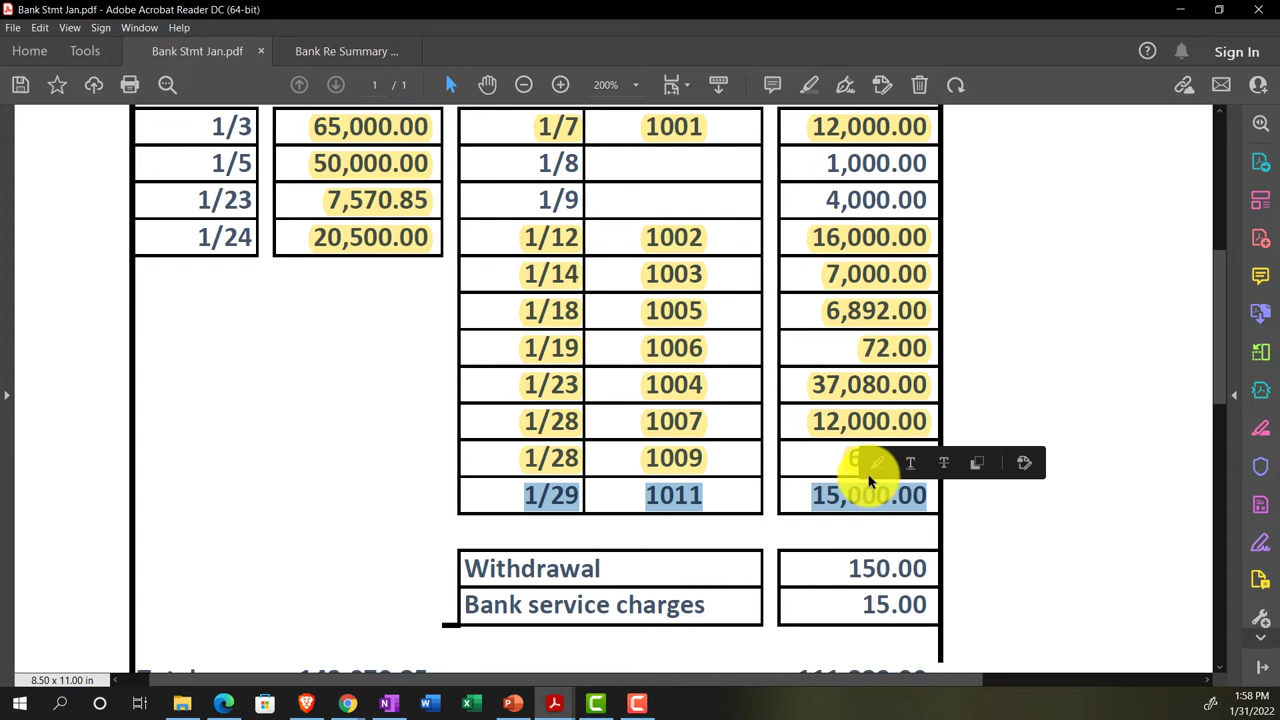 Bank Stmt Jan.pdf - Adobe Acrobat Reader DC (64-bit)
File Edit View Sign Window Help
Home Tools Bank Stmt Jan.pdf × Bank Re Summary ... Sign In
1 / 1 200%
1/3 65,000.00 1/7 1001 12,000.00
1/5 50,000.00 1/8 1,000.00
1/23 7,570.85 1/9 4,000.00
1/24 20,500.00 1/12 1002 16,000.00
1/14 1003 7,000.00
1/18 1005 6,892.00
1/19 1006 72.00
1/23 1004 37,080.00
1/28 1007 12,000.00
1/28 1009
1/29 1011 15,000.00
Withdrawal 150.00
Bank service charges 15.00
8.50 x 11.00 in
1:58 PM
1/31/2022